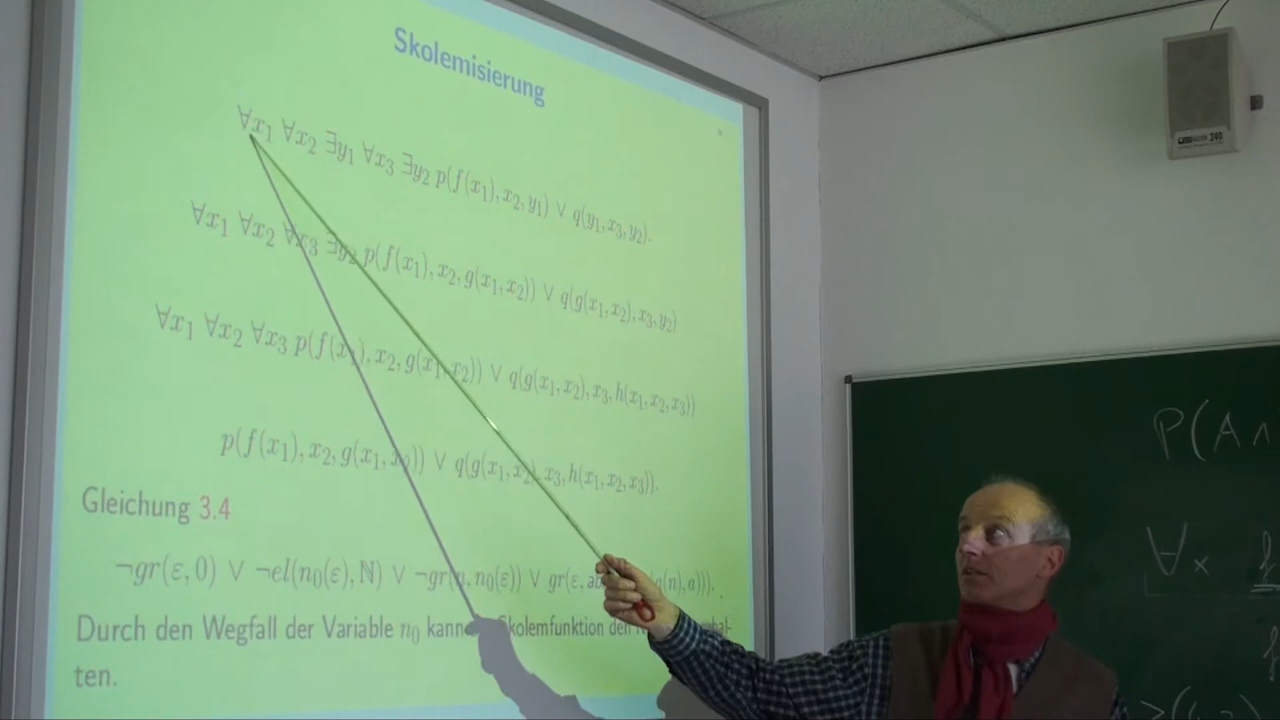 Skolemisierung
∀x₁ ∀x₂ ∃y₁ ∀x₃ ∃y₂ p(f(x₁), x₂, y₁) ∨ q(y₁, x₃, y₂).
∀x₁ ∀x₂ ∀x₃ ∃y₂ p(f(x₁), x₂, g(x₁, x₂)) ∨ q(g(x₁, x₂), x₃, y₂)
∀x₁ ∀x₂ ∀x₃ p(f(x₁), x₂, g(x₁, x₂)) ∨ q(g(x₁, x₂), x₃, h(x₁, x₂, x₃))
p(f(x₁), x₂, g(x₁, x₂)) ∨ q(g(x₁, x₂), x₃, h(x₁, x₂, x₃)).
Gleichung 3.4
¬gr(ε, 0) ∨ ¬el(n₀(ε), ℕ) ∨ ¬gr(n, n₀(ε)) ∨ gr(ε, (n), a))).
Durch den Wegfall der Variable n₀ kann Skolemfunktion den
ten.
240
P(A ∧
∀x